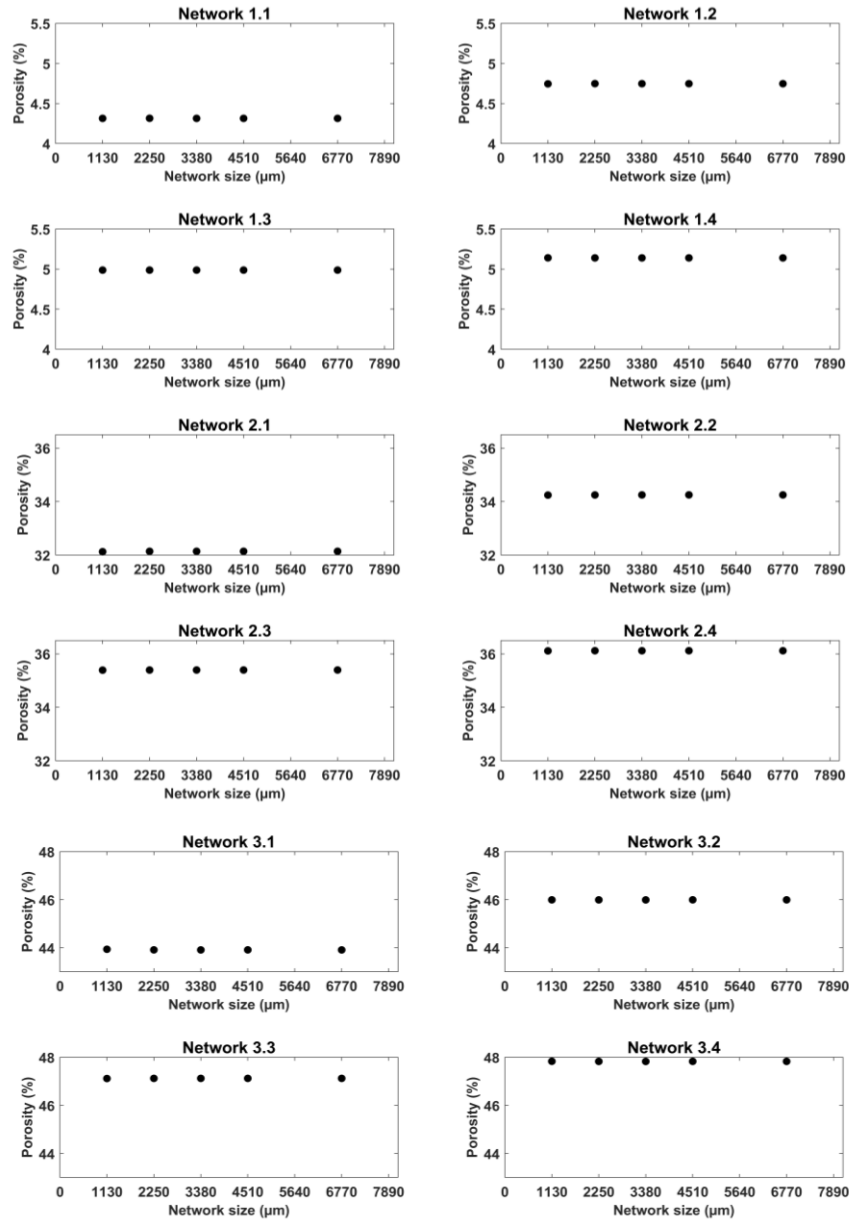 Network 1.1
Porosity (%)
5.5
5
4.5
4
0 1130 2250 3380 4510 5640 6770 7890
Network size (µm)
Network 1.2
Porosity (%)
5.5
5
4.5
4
0 1130 2250 3380 4510 5640 6770 7890
Network size (µm)
Network 1.3
Porosity (%)
5.5
5
4.5
4
0 1130 2250 3380 4510 5640 6770 7890
Network size (µm)
Network 1.4
Porosity (%)
5.5
5
4.5
4
0 1130 2250 3380 4510 5640 6770 7890
Network size (µm)
Network 2.1
Porosity (%)
36
34
32
0 1130 2250 3380 4510 5640 6770 7890
Network size (µm)
Network 2.2
Porosity (%)
36
34
32
0 1130 2250 3380 4510 5640 6770 7890
Network size (µm)
Network 2.3
Porosity (%)
36
34
32
0 1130 2250 3380 4510 5640 6770 7890
Network size (µm)
Network 2.4
Porosity (%)
36
34
32
0 1130 2250 3380 4510 5640 6770 7890
Network size (µm)
Network 3.1
Porosity (%)
48
46
44
0 1130 2250 3380 4510 5640 6770 7890
Network size (µm)
Network 3.2
Porosity (%)
48
46
44
0 1130 2250 3380 4510 5640 6770 7890
Network size (µm)
Network 3.3
Porosity (%)
48
46
44
0 1130 2250 3380 4510 5640 6770 7890
Network size (µm)
Network 3.4
Porosity (%)
48
46
44
0 1130 2250 3380 4510 5640 6770 7890
Network size (µm)